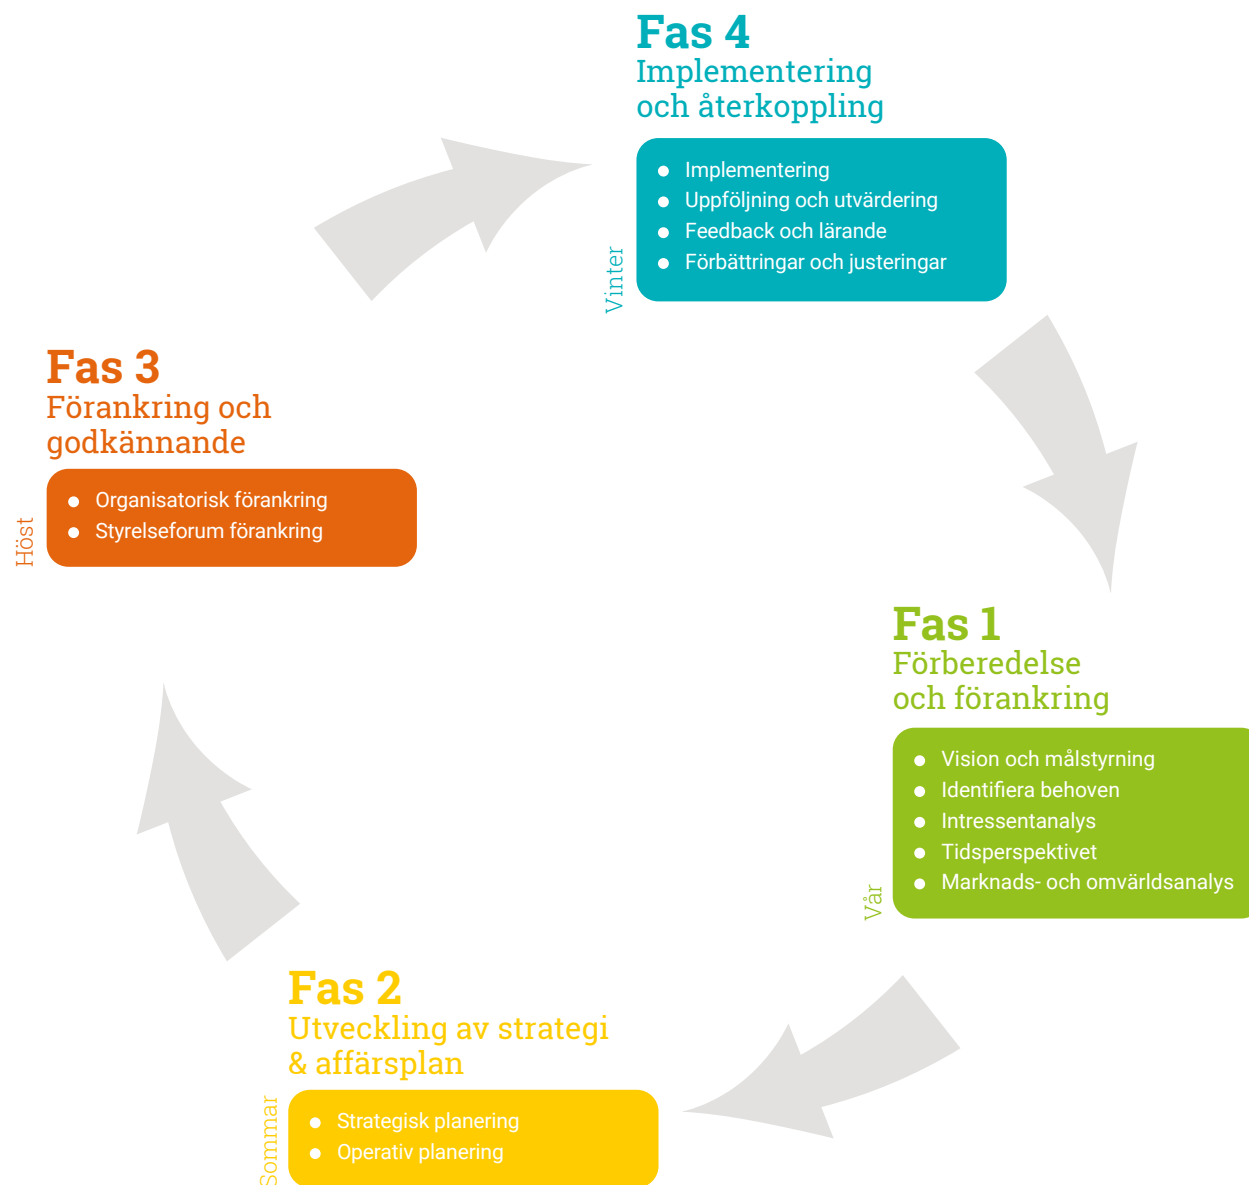 Fas 4
Implementering
och återkoppling
Implementering
Uppföljning och utvärdering
Feedback och lärande
Förbättringar och justeringar
Vinter
Fas 3
Förankring och
godkännande
Organisatorisk förankring
Styrelseforum förankring
Höst
Fas 1
Förberedelse
och förankring
Vision och målstyrning
Identifiera behoven
Intressentanalys
Tidsperspektivet
Marknads- och omvärldsanalys
Vår
Fas 2
Utveckling av strategi
& affärsplan
Strategisk planering
Operativ planering
Sommar